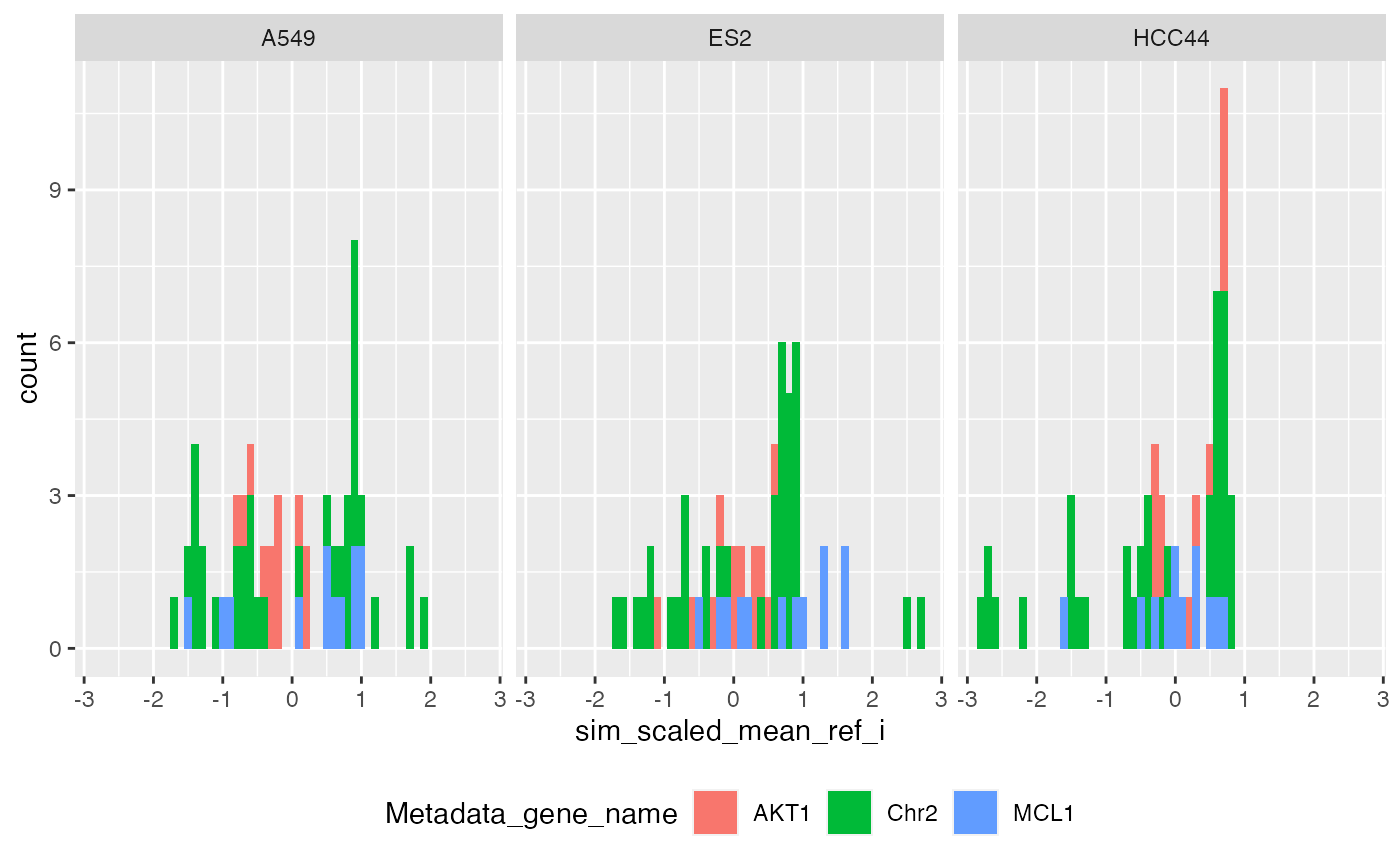 A549 ES2 HCC44
9
6
3
0
count
-3 -2 -1 0 1 2 3 -3 -2 -1 0 1 2 3 -3 -2 -1 0 1 2 3
sim_scaled_mean_ref_i
Metadata_gene_name AKT1 Chr2 MCL1